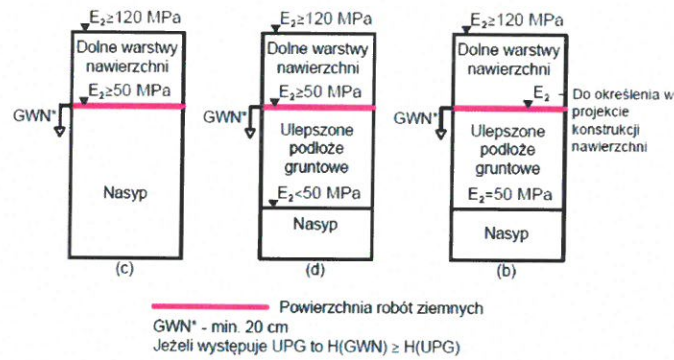 E₂≥120 MPa
Dolne warstwy
nawierzchni
E₂≥50 MPa
GWN*
Nasyp
(c)
E₂≥120 MPa
Dolne warstwy
nawierzchni
E₂≥50 MPa
GWN*
Ulepszone
podłoże
gruntowe
E₂<50 MPa
Nasyp
(d)
E₂≥120 MPa
Dolne warstwy
nawierzchni
E₂
Do określenia w
projekcie
konstrukcji
nawierzchni
GWN*
Ulepszone
podłoże
gruntowe
E₂=50 MPa
Nasyp
(b)
Powierzchnia robót ziemnych
GWN* - min. 20 cm
Jeżeli występuje UPG to H(GWN) ≥ H(UPG)